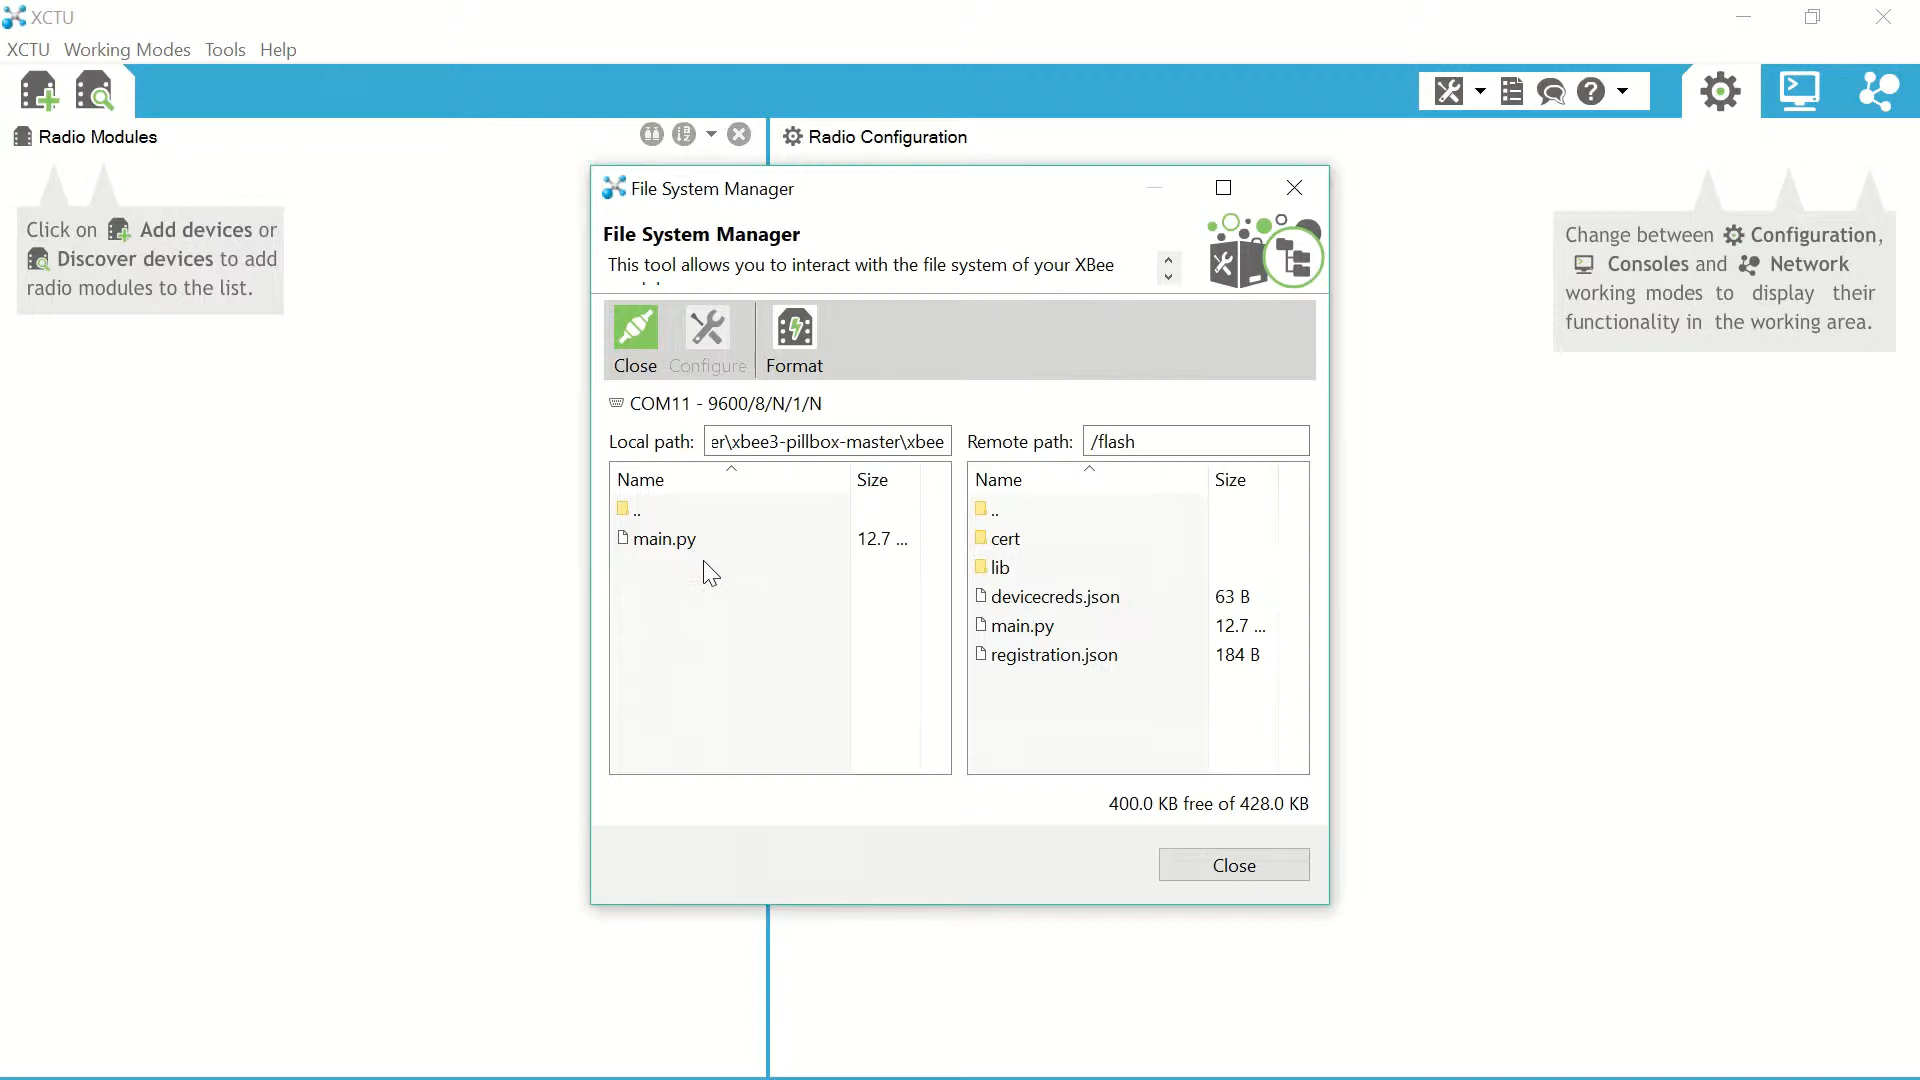 XCTU
XCTU Working Modes Tools Help
Radio Modules
Radio Configuration
Click on Add devices or
Discover devices to add
radio modules to the list.
Change between Configuration,
Consoles and Network
working modes to display their
functionality in the working area.
File System Manager
File System Manager
This tool allows you to interact with the file system of your XBee
Close Configure Format
COM11 - 9600/8/N/1/N
Local path: er\xbee3-pillbox-master\xbee Remote path: /flash
Name Size
..
main.py 12.7 ...
Name Size
..
cert
lib
devicecreds.json 63 B
main.py 12.7 ...
registration.json 184 B
400.0 KB free of 428.0 KB
Close